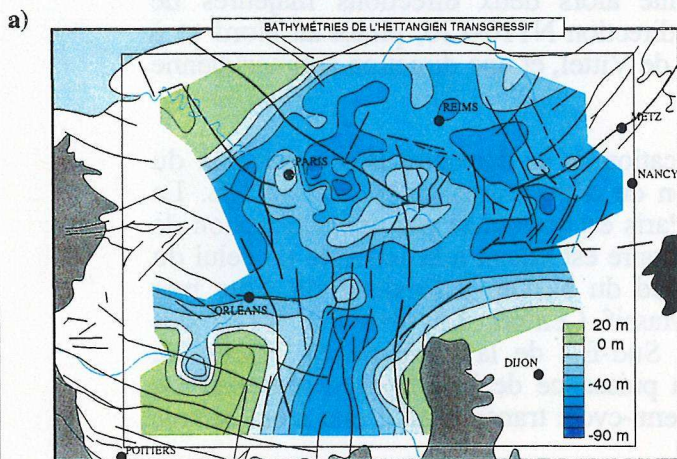 a)
BATHYMÉTRIES DE L'HETTANGIEN TRANSGRESSIF
REIMS
METZ
PARIS
NANCY
ORLEANS
20 m
0 m
-40 m
-90 m
DIJON
POITIERS